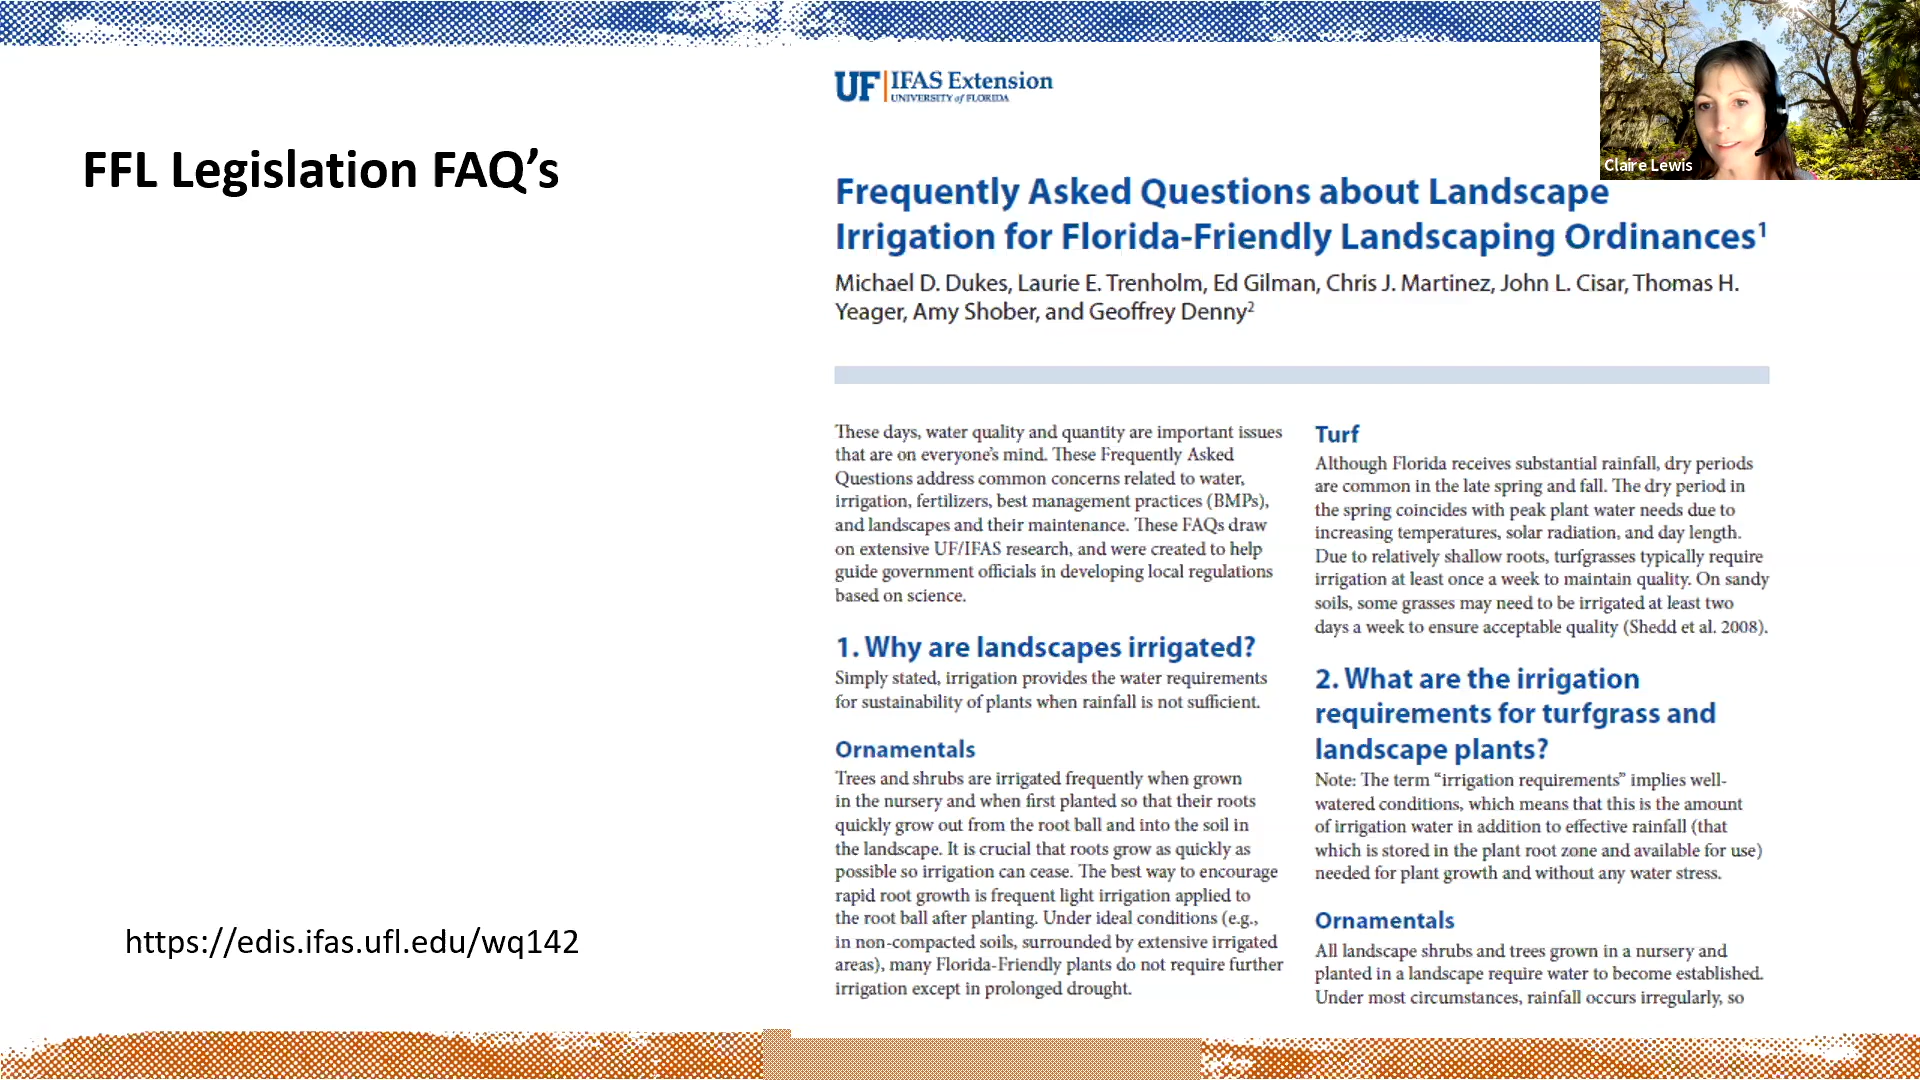 FFL Legislation FAQ’s
https://edis.ifas.ufl.edu/wq142
UF IFAS Extension
UNIVERSITY of FLORIDA
Claire Lewis
Frequently Asked Questions about Landscape
Irrigation for Florida-Friendly Landscaping Ordinances1
Michael D. Dukes, Laurie E. Trenholm, Ed Gilman, Chris J. Martinez, John L. Cisar, Thomas H.
Yeager, Amy Shober, and Geoffrey Denny2
These days, water quality and quantity are important issues
that are on everyone’s mind. These Frequently Asked
Questions address common concerns related to water,
irrigation, fertilizers, best management practices (BMPs),
and landscapes and their maintenance. These FAQs draw
on extensive UF/IFAS research, and were created to help
guide government officials in developing local regulations
based on science.
1. Why are landscapes irrigated?
Simply stated, irrigation provides the water requirements
for sustainability of plants when rainfall is not sufficient.
Ornamentals
Trees and shrubs are irrigated frequently when grown
in the nursery and when first planted so that their roots
quickly grow out from the root ball and into the soil in
the landscape. It is crucial that roots grow as quickly as
possible so irrigation can cease. The best way to encourage
rapid root growth is frequent light irrigation applied to
the root ball after planting. Under ideal conditions (e.g.,
in non-compacted soils, surrounded by extensive irrigated
areas), many Florida-Friendly plants do not require further
irrigation except in prolonged drought.
Turf
Although Florida receives substantial rainfall, dry periods
are common in the late spring and fall. The dry period in
the spring coincides with peak plant water needs due to
increasing temperatures, solar radiation, and day length.
Due to relatively shallow roots, turfgrasses typically require
irrigation at least once a week to maintain quality. On sandy
soils, some grasses may need to be irrigated at least two
days a week to ensure acceptable quality (Shedd et al. 2008).
2. What are the irrigation
requirements for turfgrass and
landscape plants?
Note: The term “irrigation requirements” implies well-
watered conditions, which means that this is the amount
of irrigation water in addition to effective rainfall (that
which is stored in the plant root zone and available for use)
needed for plant growth and without any water stress.
Ornamentals
All landscape shrubs and trees grown in a nursery and
planted in a landscape require water to become established.
Under most circumstances, rainfall occurs irregularly, so